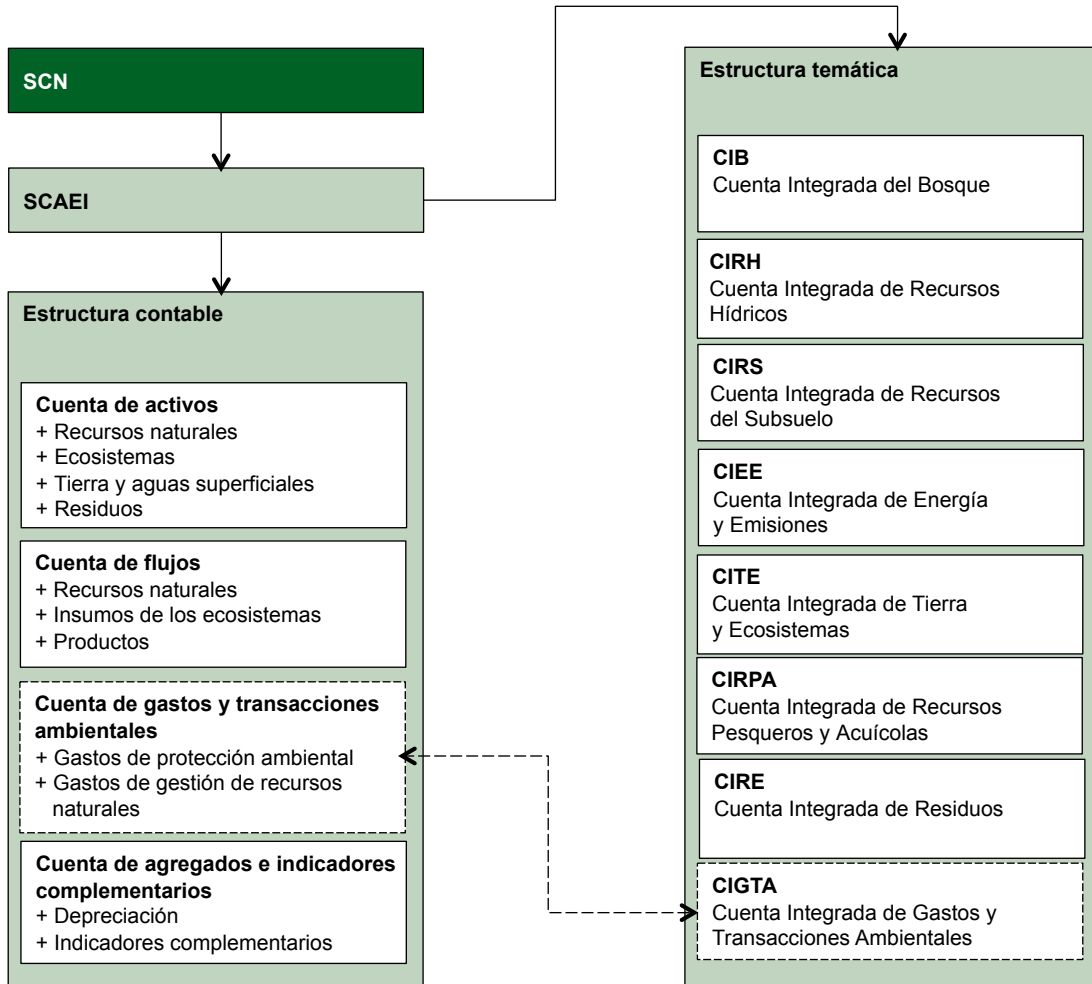 SCN
SCAEI
Estructura contable
Cuenta de activos
+ Recursos naturales
+ Ecosistemas
+ Tierra y aguas superficiales
+ Residuos
Cuenta de flujos
+ Recursos naturales
+ Insumos de los ecosistemas
+ Productos
Cuenta de gastos y transacciones
ambientales
+ Gastos de protección ambiental
+ Gastos de gestión de recursos
naturales
Cuenta de agregados e indicadores
complementarios
+ Depreciación
+ Indicadores complementarios
Estructura temática
CIB
Cuenta Integrada del Bosque
CIRH
Cuenta Integrada de Recursos
Hídricos
CIRS
Cuenta Integrada de Recursos
del Subsuelo
CIEE
Cuenta Integrada de Energía
y Emisiones
CITE
Cuenta Integrada de Tierra
y Ecosistemas
CIRPA
Cuenta Integrada de Recursos
Pesqueros y Acuícolas
CIRE
Cuenta Integrada de Residuos
CIGTA
Cuenta Integrada de Gastos y
Transacciones Ambientales